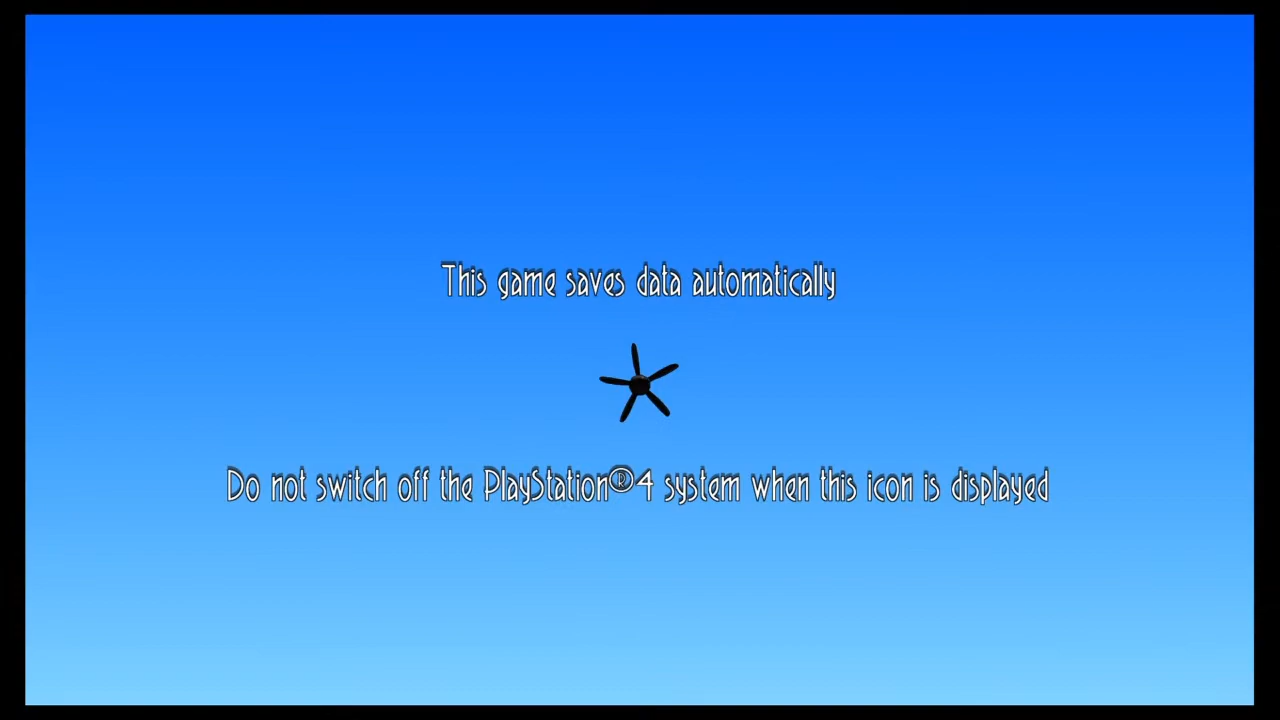 This game saves data automatically
Do not switch off the PlayStation®4 system when this icon is displayed